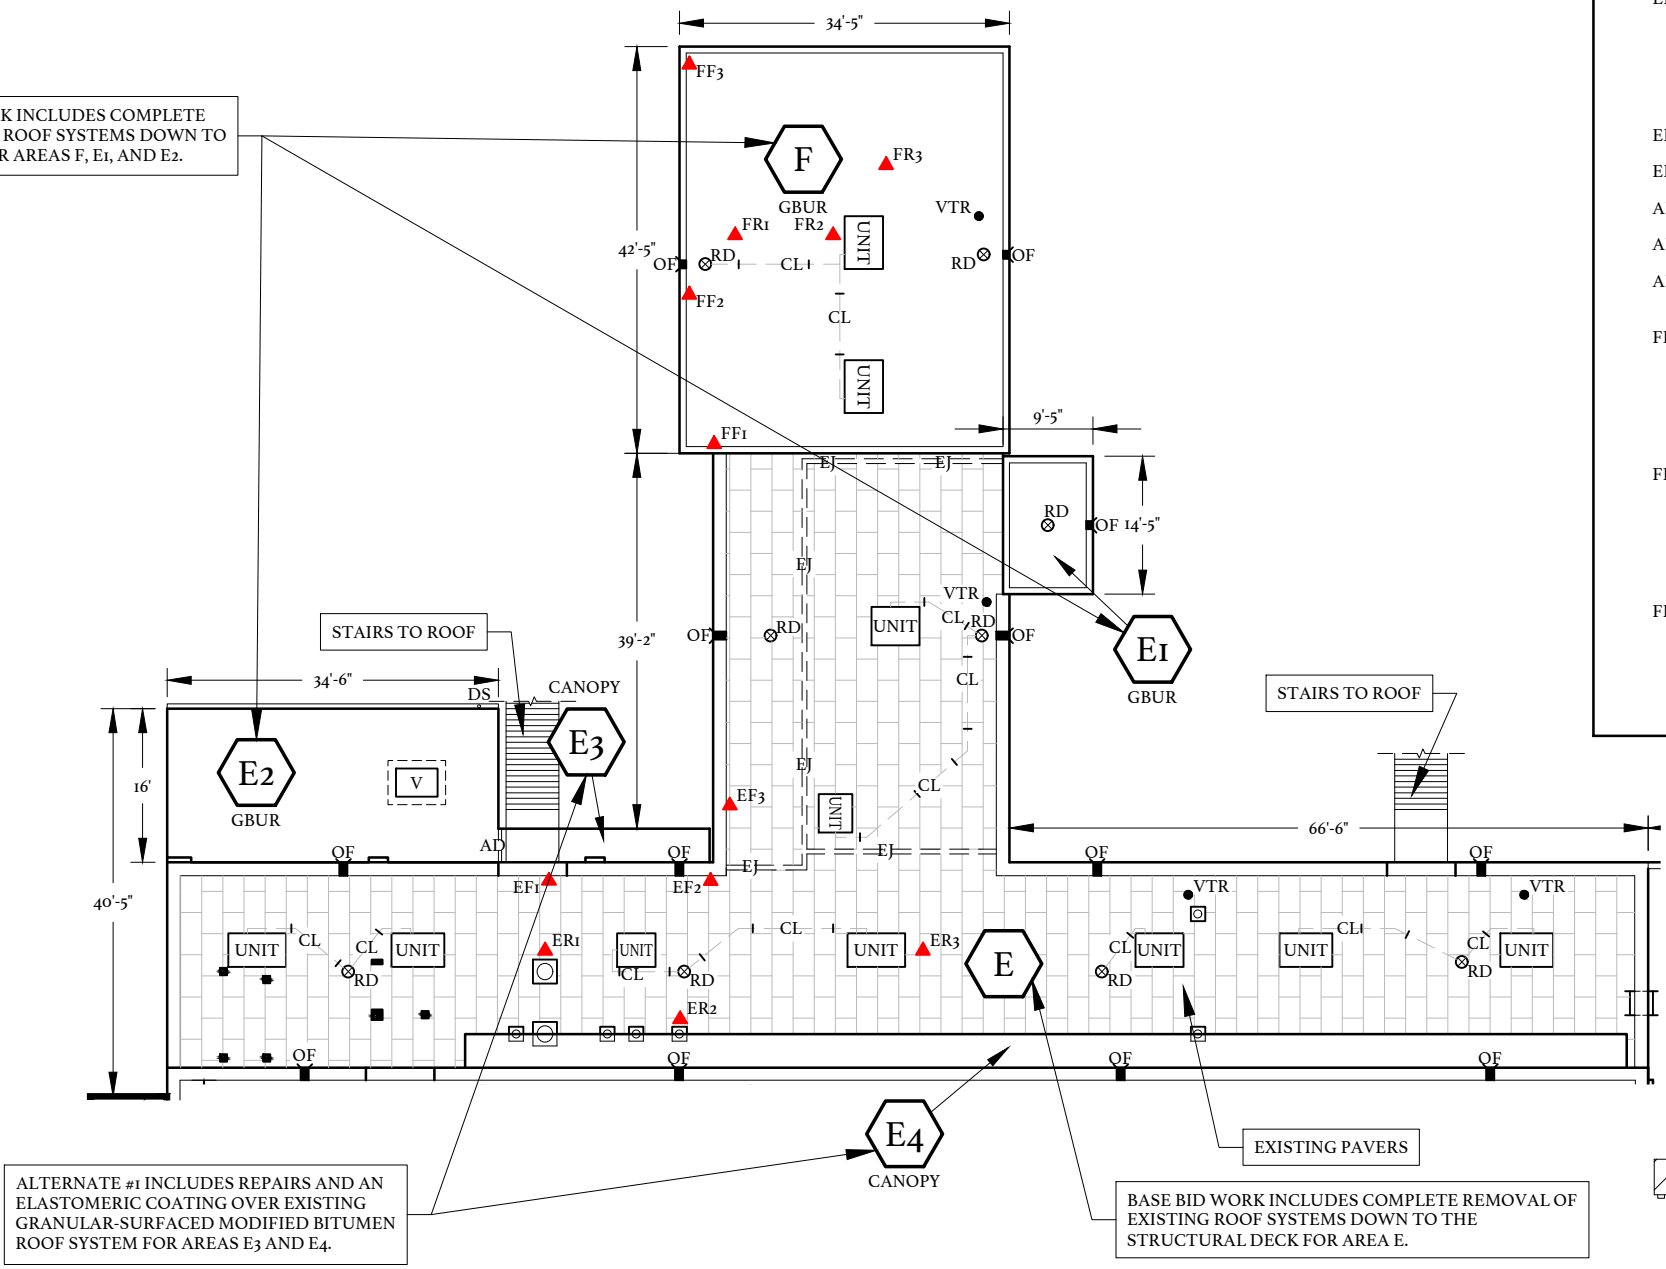 34'-5"
FF3
K INCLUDES COMPLETE
ROOF SYSTEMS DOWN TO
R AREAS F, E1, AND E2.
F
GBUR
FR3
VTR
FR1
FR2
UNIT
42'-5"
OF
RD
CL
RD
OF
FF2
CL
UNIT
9'-5"
FF1
EJ
EJ
RD
OF
14'-5"
EJ
VTR
CL
RD
OF
UNIT
OF
RD
39'-2"
STAIRS TO ROOF
E1
GBUR
CL
34'-6"
DS
CANOPY
STAIRS TO ROOF
E3
E2
GBUR
V
16'
EJ
CL
EF3
UNIT
66'-6"
AD
OF
OF
EJ
EJ
OF
OF
EF1
EF2
VTR
VTR
40'-5"
UNIT
CL
CL
UNIT
ER1
UNIT
CL
CL
UNIT
ER3
E
CL
UNIT
UNIT
CL
CL
UNIT
RD
RD
RD
RD
ER2
OF
OF
OF
OF
E4
CANOPY
EXISTING PAVERS
ALTERNATE #1 INCLUDES REPAIRS AND AN
ELASTOMERIC COATING OVER EXISTING
GRANULAR-SURFACED MODIFIED BITUMEN
ROOF SYSTEM FOR AREAS E3 AND E4.
BASE BID WORK INCLUDES COMPLETE REMOVAL OF
EXISTING ROOF SYSTEMS DOWN TO THE
STRUCTURAL DECK FOR AREA E.